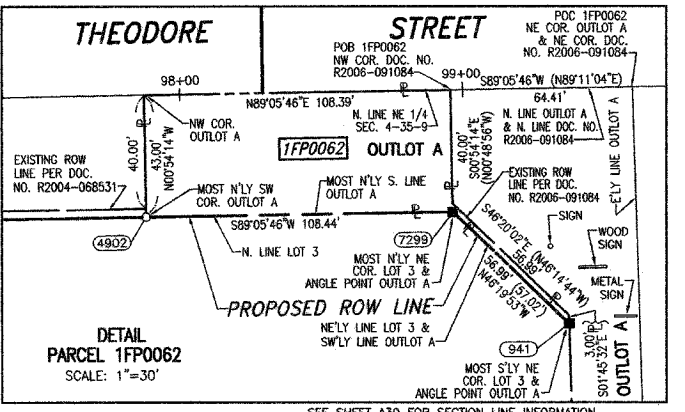 THEODORE STREET
POC 1FP0062
NE COR. OUTLOT A
& NE COR. DOC.
NO. R2006-091084
POB 1FP0062
NW COR. DOC. NO.
R2006-091084
98+00
99+00
S89°05'46"W (N89°11'04"E)
64.41'
N89°05'46"E 108.39'
N. LINE NE 1/4
SEC. 4-35-9
N. LINE OUTLOT A
& N. LINE DOC. NO.
R2006-091084
NW COR.
OUTLOT A
1FP0062
OUTLOT A
40.00'
43.00'
N00°54'14"W
40.00'
S00°54'14"E
(N00°48'56"W)
E'LY LINE OUTLOT A
EXISTING ROW
LINE PER DOC.
NO. R2004-068531
MOST N'LY SW
COR. OUTLOT A
MOST N'LY S. LINE
OUTLOT A
EXISTING ROW
LINE PER DOC.
NO. R2006-091084
SIGN
WOOD
SIGN
METAL
SIGN
S89°05'46"W 108.44'
4902
N. LINE LOT 3
7299
S46°20'02"E (N46°14'44"W)
56.99'
56.98 (57.02)
N46°19'53"W
MOST N'LY NE
COR. LOT 3 &
ANGLE POINT OUTLOT A
PROPOSED ROW LINE
NE'LY LINE LOT 3 &
SW'LY LINE OUTLOT A
DETAIL
PARCEL 1FP0062
SCALE: 1"=30'
941
MOST S'LY NE
COR. LOT 3 &
ANGLE POINT OUTLOT A
3.00'
S01°45'32"E
OUTLOT A
SEE SHEET A30 FOR SECTION LINE INFORMATION